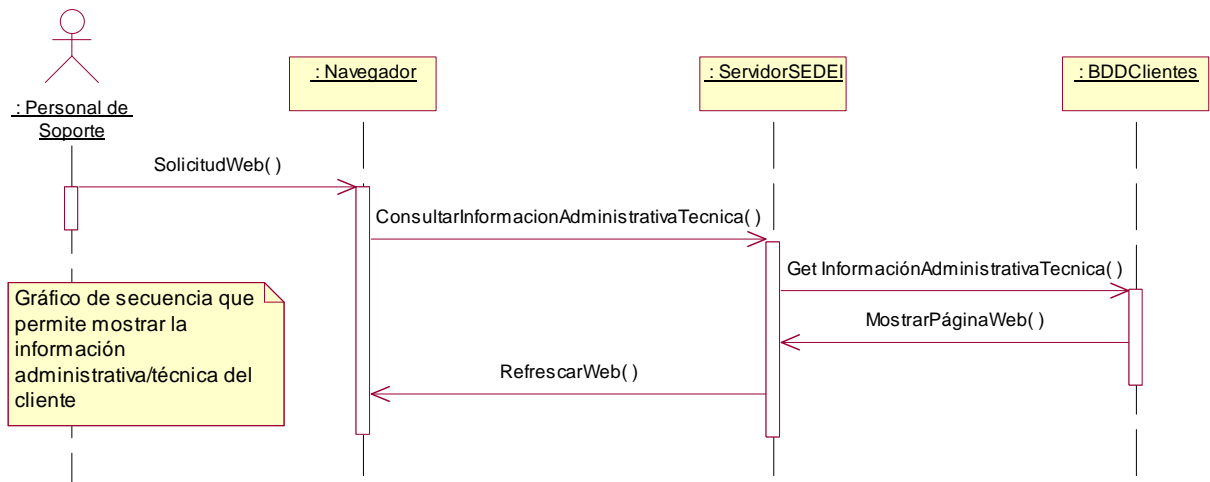 : Navegador
: ServidorSEDEI
: BDDClientes
: Personal de
Soporte
SolicitudWeb( )
ConsultarInformacionAdministrativaTecnica( )
Get InformaciónAdministrativaTecnica( )
MostrarPáginaWeb( )
RefrescarWeb( )
Gráfico de secuencia que
permite mostrar la
información
administrativa/técnica del
cliente